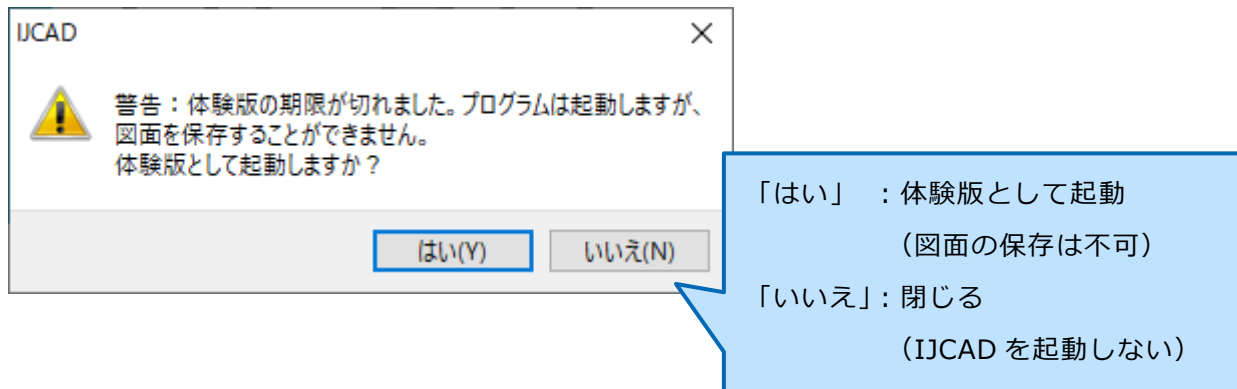 IJCAD
警告：体験版の期限が切れました。プログラムは起動しますが、
図面を保存することができません。
体験版として起動しますか？
はい(Y)
いいえ(N)
「はい」 ：体験版として起動
（図面の保存は不可）
「いいえ」：閉じる
（IJCAD を起動しない）